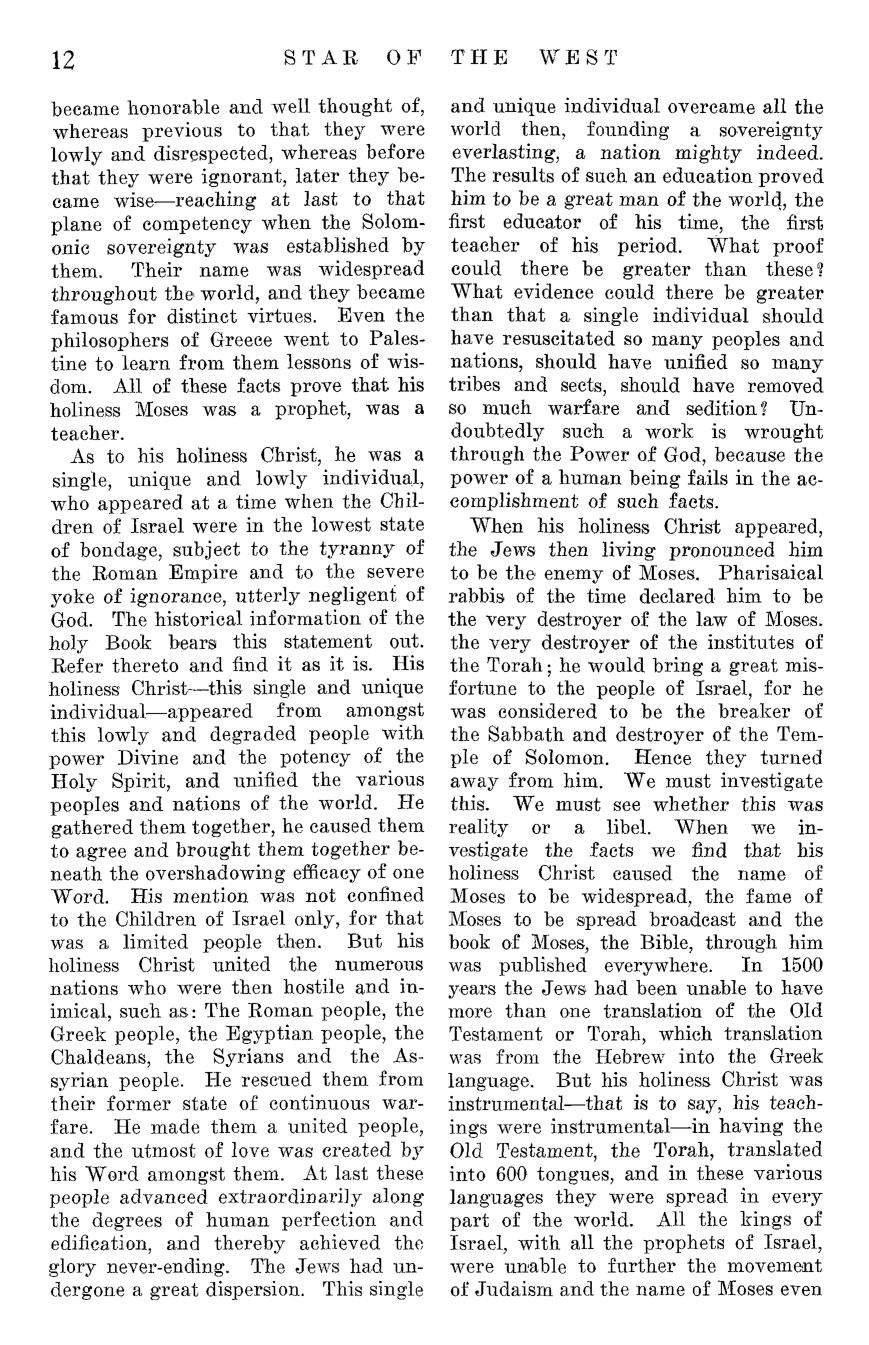 12 STAR OF THE WEST
became honorable and well thought of,
whereas previous to that they were
lowly and disrespected, whereas before
that they were ignorant, later they be-
came wise—reaching at last to that
plane of competency when the Solom-
onic sovereignty was established by
them. Their name was widespread
throughout the world, and they became
famous for distinct virtues. Even the
philosophers of Greece went to Pales-
tine to learn from them lessons of wis-
dom. All of these facts prove that his
holiness Moses was a prophet, was a
teacher.
As to his holiness Christ, he was a
single, unique and lowly individual,
who appeared at a time when the Chil-
dren of Israel were in the lowest state
of bondage, subject to the tyranny of
the Roman Empire and to the severe
yoke of ignorance, utterly negligent of
God. The historical information of the
holy Book bears this statement out.
Refer thereto and find it as it is. His
holiness Christ—this single and unique
individual—appeared from amongst
this lowly and degraded people with
power Divine and the potency of the
Holy Spirit, and unified the various
peoples and nations of the world. He
gathered them together, he caused them
to agree and brought them together be-
neath the overshadowing efficacy of one
Word. His mention was not confined
to the Children of Israel only, for that
was a limited people then. But his
holiness Christ united the numerous
nations who were then hostile and in-
imical, such as: The Roman people, the
Greek people, the Egyptian people, the
Chaldeans, the Syrians and the As-
syrian people. He rescued them from
their former state of continuous war-
fare. He made them a united people,
and the utmost of love was created by
his Word amongst them. At last these
people advanced extraordinarily along
the degrees of human perfection and
edification, and thereby achieved the
glory never-ending. The Jews had un-
dergone a great dispersion. This single
and unique individual overcame all the
world then, founding a sovereignty
everlasting, a nation mighty indeed.
The results of such an education proved
him to be a great man of the world, the
first educator of his time, the first
teacher of his period. What proof
could there be greater than these?
What evidence could there be greater
than that a single individual should
have resuscitated so many peoples and
nations, should have unified so many
tribes and sects, should have removed
so much warfare and sedition? Un-
doubtedly such a work is wrought
through the Power of God, because the
power of a human being fails in the ac-
complishment of such facts.
When his holiness Christ appeared,
the Jews then living pronounced him
to be the enemy of Moses. Pharisaical
rabbis of the time declared him to be
the very destroyer of the law of Moses.
the very destroyer of the institutes of
the Torah; he would bring a great mis-
fortune to the people of Israel, for he
was considered to be the breaker of
the Sabbath and destroyer of the Tem-
ple of Solomon. Hence they turned
away from him. We must investigate
this. We must see whether this was
reality or a libel. When we in-
vestigate the facts we find that his
holiness Christ caused the name of
Moses to be widespread, the fame of
Moses to be spread broadcast and the
book of Moses, the Bible, through him
was published everywhere. In 1500
years the Jews had been unable to have
more than one translation of the Old
Testament or Torah, which translation
was from the Hebrew into the Greek
language. But his holiness Christ was
instrumental—that is to say, his teach-
ings were instrumental—in having the
Old Testament, the Torah, translated
into 600 tongues, and in these various
languages they were spread in every
part of the world. All the kings of
Israel, with all the prophets of Israel,
were unable to further the movement
of Judaism and the name of Moses even